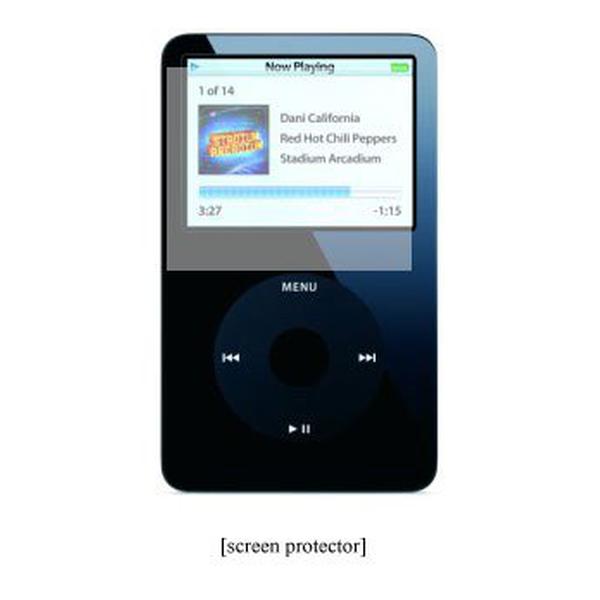 Now Playing
1 of 14
Dani California
Red Hot Chili Peppers
Stadium Arcadium
3:27 -1:15
MENU
[screen protector]